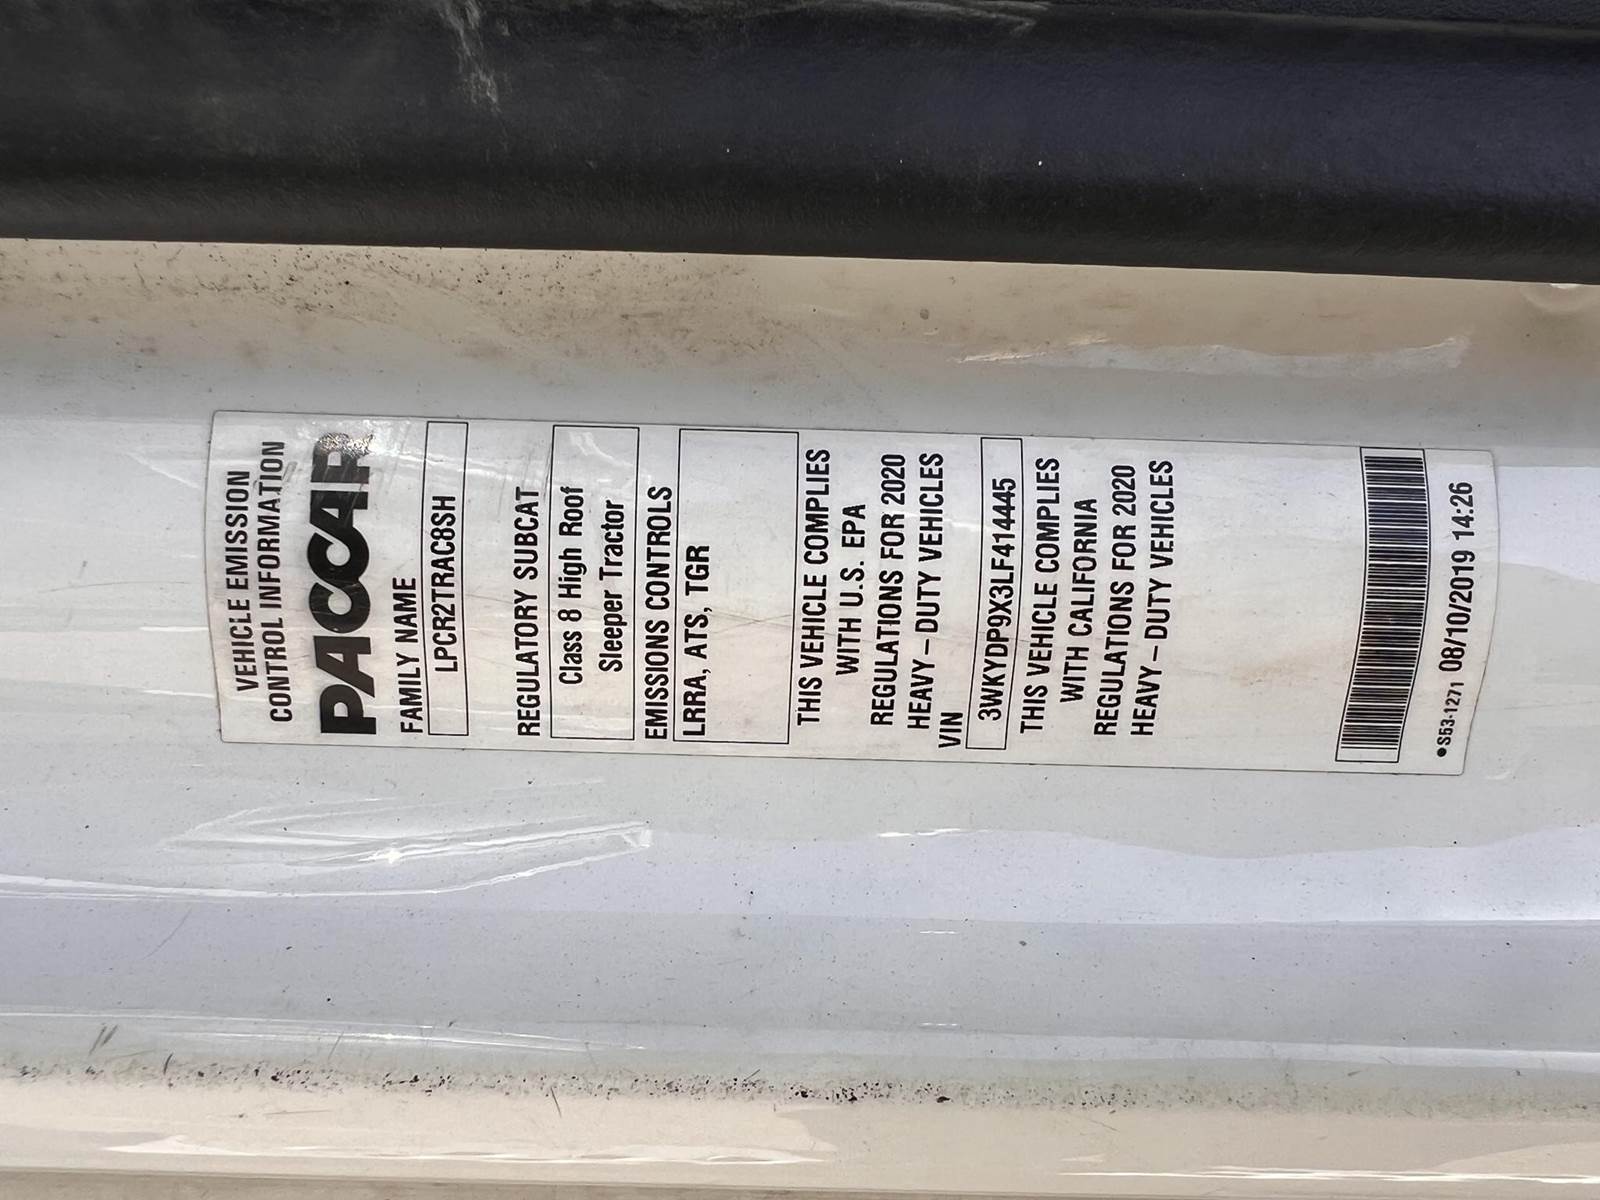 VEHICLE EMISSION
CONTROL INFORMATION
PACCAR
FAMILY NAME
LPCR2TRAC8SH
REGULATORY SUBCAT
Class 8 High Roof
Sleeper Tractor
EMISSIONS CONTROLS
LRRA, ATS, TGR
THIS VEHICLE COMPLIES
WITH U.S. EPA
REGULATIONS FOR 2020
HEAVY-DUTY VEHICLES
VIN
3WKYDP9X3LF414445
THIS VEHICLE COMPLIES
WITH CALIFORNIA
REGULATIONS FOR 2020
HEAVY-DUTY VEHICLES
●S53-1271 08/10/2019 14:26